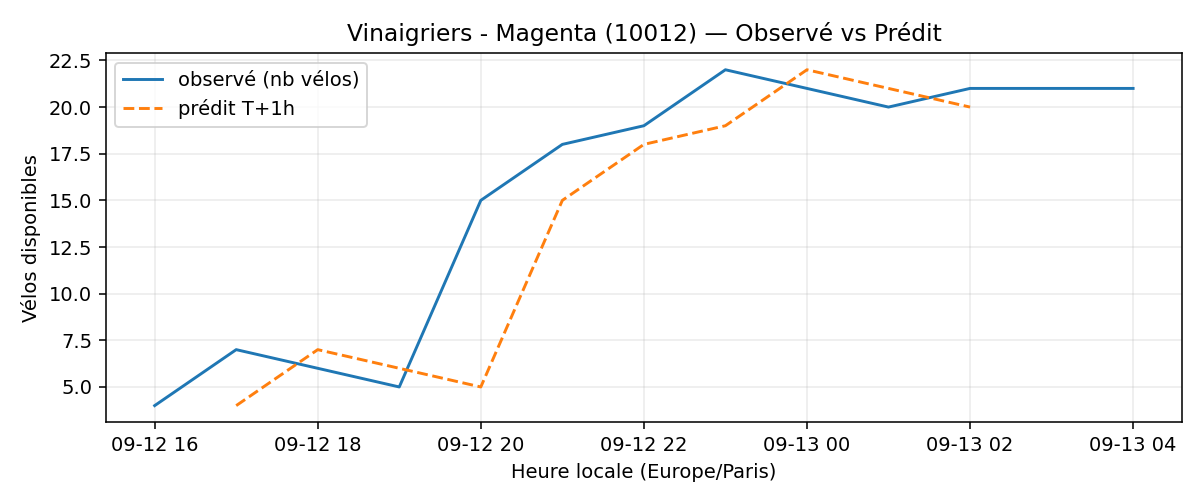 Vinaigriers - Magenta (10012) — Observé vs Prédit
observé (nb vélos)
prédit T+1h
Vélos disponibles
22.5
20.0
17.5
15.0
12.5
10.0
7.5
5.0
09-12 16 09-12 18 09-12 20 09-12 22 09-13 00 09-13 02 09-13 04
Heure locale (Europe/Paris)